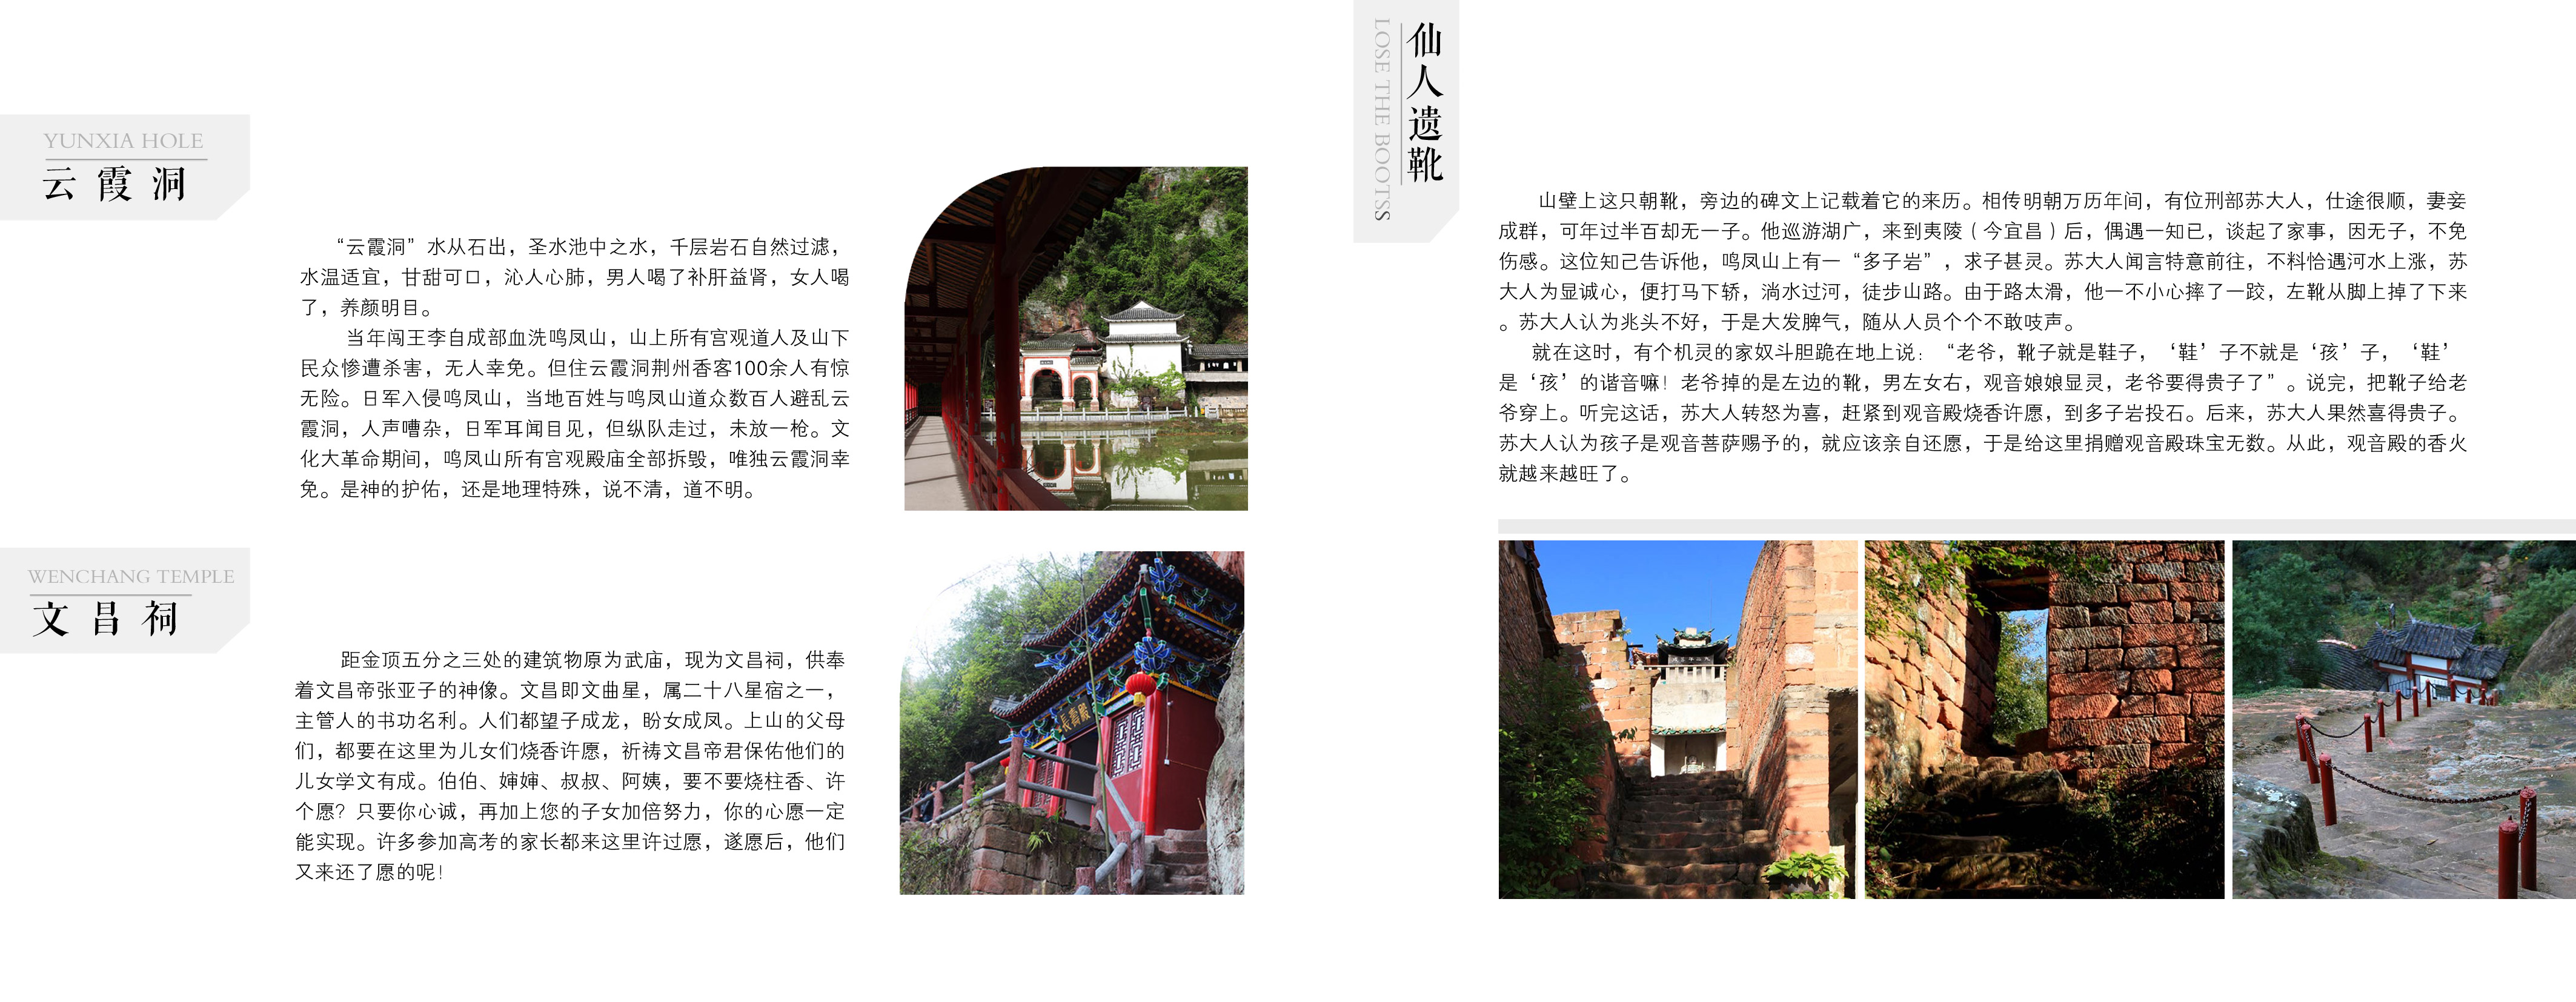 YUNXIA HOLE
云霞洞
“云霞洞”水从石出，圣水池中之水，千层岩石自然过滤，
水温适宜，甘甜可口，沁人心肺，男人喝了补肝益肾，女人喝
了，养颜明目。
当年闯王李自成部血洗鸣凤山，山上所有宫观道人及山下
民众惨遭杀害，无人幸免。但住云霞洞荆州香客100余人有惊
无险。日军入侵鸣凤山，当地百姓与鸣凤山道众数百人避乱云
霞洞，人声嘈杂，日军耳闻目见，但纵队走过，未放一枪。文
化大革命期间，鸣凤山所有宫观殿庙全部拆毁，唯独云霞洞幸
免。是神的护佑，还是地理特殊，说不清，道不明。
WENCHANG TEMPLE
文昌祠
距金顶五分之三处的建筑物原为武庙，现为文昌祠，供奉
着文昌帝张亚子的神像。文昌即文曲星，属二十八星宿之一，
主管人的书功名利。人们都望子成龙，盼女成凤。上山的父母
们，都要在这里为儿女们烧香许愿，祈祷文昌帝君保佑他们的
儿女学文有成。伯伯、婶婶、叔叔、阿姨，要不要烧柱香、许
个愿？只要你心诚，再加上您的子女加倍努力，你的心愿一定
能实现。许多参加高考的家长都来这里许过愿，遂愿后，他们
又来还了愿的呢！
長壽殿
仙人遗靴
LOSE THE BOOTSS
山壁上这只朝靴，旁边的碑文上记载着它的来历。相传明朝万历年间，有位刑部苏大人，仕途很顺，妻妾
成群，可年过半百却无一子。他巡游湖广，来到夷陵（今宜昌）后，偶遇一知已，谈起了家事，因无子，不免
伤感。这位知己告诉他，鸣凤山上有一“多子岩”，求子甚灵。苏大人闻言特意前往，不料恰遇河水上涨，苏
大人为显诚心，便打马下轿，淌水过河，徒步山路。由于路太滑，他一不小心摔了一跤，左靴从脚上掉了下来
。苏大人认为兆头不好，于是大发脾气，随从人员个个不敢吱声。
就在这时，有个机灵的家奴斗胆跪在地上说：“老爷，靴子就是鞋子，‘鞋’子不就是‘孩’子，‘鞋’
是‘孩’的谐音嘛！老爷掉的是左边的靴，男左女右，观音娘娘显灵，老爷要得贵子了”。说完，把靴子给老
爷穿上。听完这话，苏大人转怒为喜，赶紧到观音殿烧香许愿，到多子岩投石。后来，苏大人果然喜得贵子。
苏大人认为孩子是观音菩萨赐予的，就应该亲自还愿，于是给这里捐赠观音殿珠宝无数。从此，观音殿的香火
就越来越旺了。